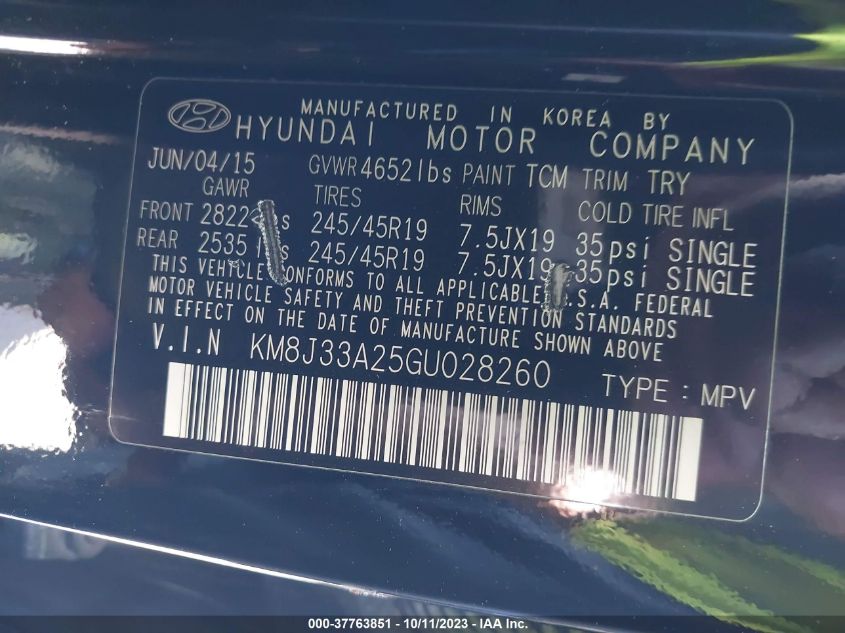 MANUFACTURED IN KOREA BY
HYUNDAI MOTOR COMPANY
JUN/04/15 GVWR 4652lbs PAINT TCM TRIM TRY
GAWR TIRES RIMS COLD TIRE INFL
FRONT 2822 245/45R19 7.5JX19 35psi SINGLE
REAR 2535 245/45R19 7.5JX19 35psi SINGLE
THIS VEHICLE CONFORMS TO ALL APPLICABLE U.S.A. FEDERAL
MOTOR VEHICLE SAFETY AND THEFT PREVENTION STANDARDS
IN EFFECT ON THE DATE OF MANUFACTURE SHOWN ABOVE
V.I.N KM8J33A25GU028260
TYPE : MPV
000-37763851 - 10/11/2023 - IAA Inc.